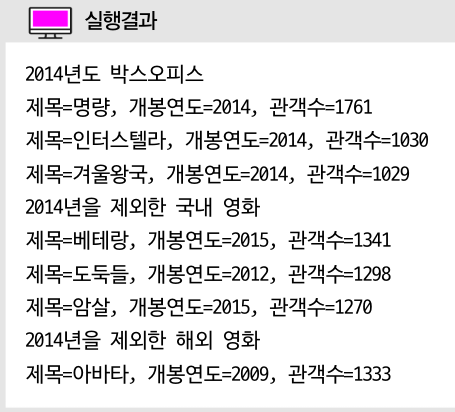 실행결과
2014년도 박스오피스
제목=명량, 개봉연도=2014, 관객수=1761
제목=인터스텔라, 개봉연도=2014, 관객수=1030
제목=겨울왕국, 개봉연도=2014, 관객수=1029
2014년을 제외한 국내 영화
제목=베테랑, 개봉연도=2015, 관객수=1341
제목=도둑들, 개봉연도=2012, 관객수=1298
제목=암살, 개봉연도=2015, 관객수=1270
2014년을 제외한 해외 영화
제목=아바타, 개봉연도=2009, 관객수=1333